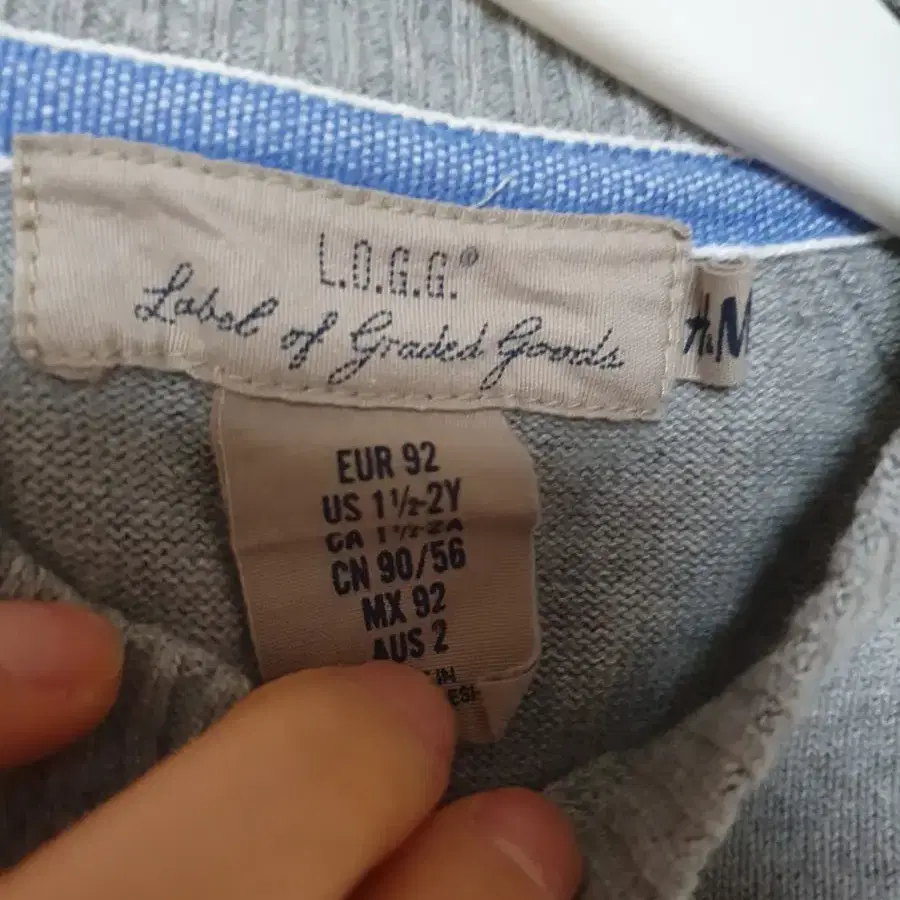 L.O.G.G.®
Label of Graded Goods
H&M
EUR 92
US 1½-2Y
CA 1½-2A
CN 90/56
MX 92
AUS 2
IN